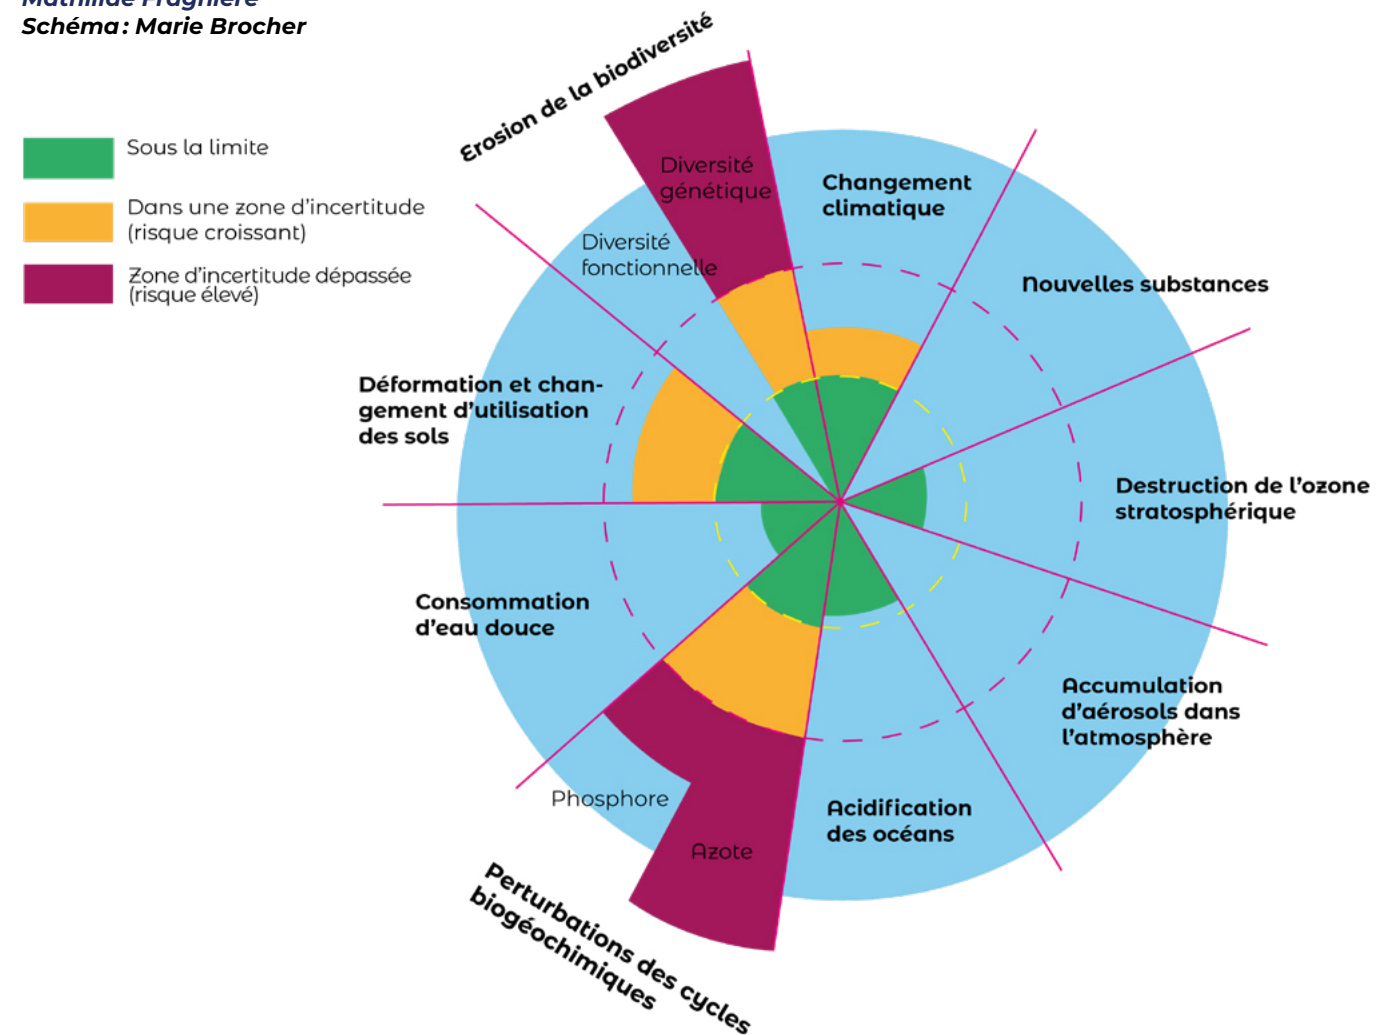 Mathilde Fragnière
Schéma : Marie Brocher
Erosion de la biodiversité
Sous la limite
Dans une zone d'incertitude
(risque croissant)
Zone d'incertitude dépassée
(risque élevé)
Diversité
génétique
Changement
climatique
Diversité
fonctionnelle
Nouvelles substances
Déformation et chan-
gement d'utilisation
des sols
Destruction de l'ozone
stratosphérique
Consommation
d'eau douce
Accumulation
d'aérosols dans
l'atmosphère
Phosphore
Acidification
des océans
Azote
Perturbations des cycles
biogéochimiques